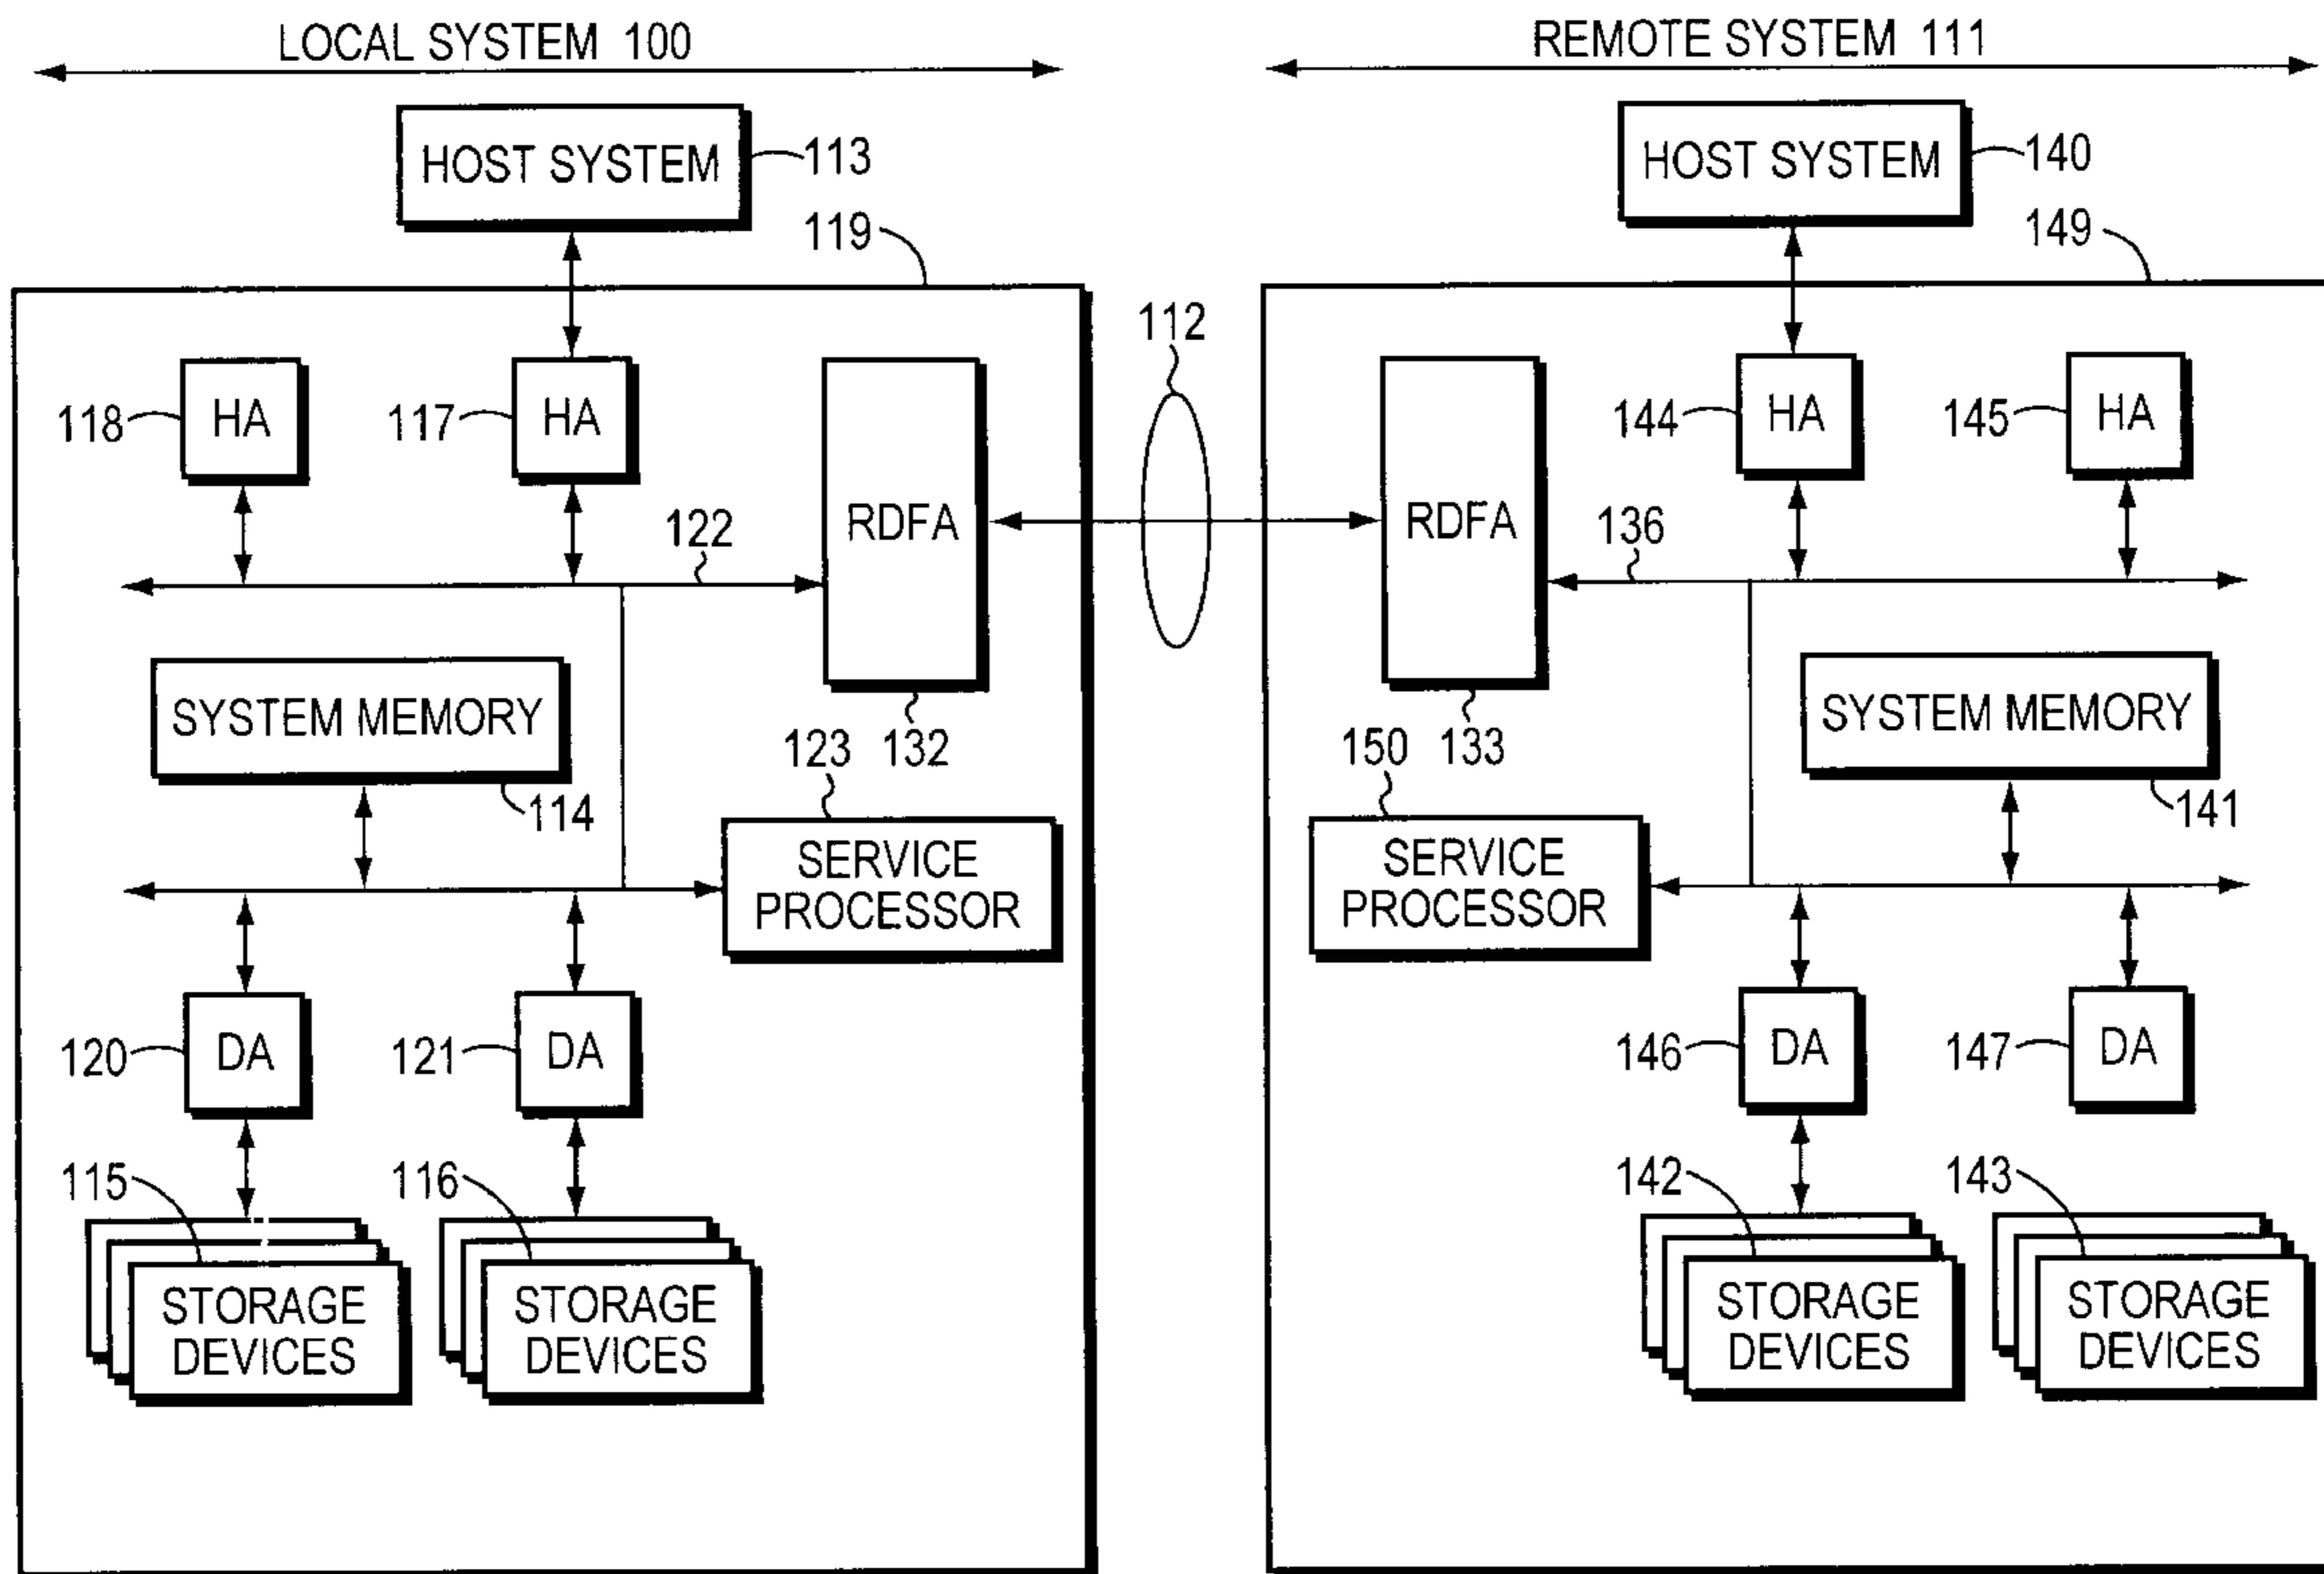 LOCAL SYSTEM 100
REMOTE SYSTEM 111
HOST SYSTEM
113
HOST SYSTEM
140
119
149
112
118
HA
117
HA
RDFA
RDFA
144
HA
145
HA
122
136
SYSTEM MEMORY
114
132
133
SYSTEM MEMORY
141
123
150
SERVICE
PROCESSOR
SERVICE
PROCESSOR
120
DA
121
DA
146
DA
147
DA
115
116
142
143
STORAGE
DEVICES
STORAGE
DEVICES
STORAGE
DEVICES
STORAGE
DEVICES